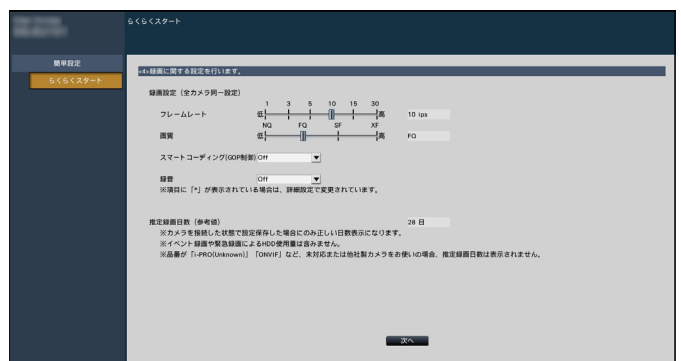 らくらくスタート
簡単設定
らくらくスタート
<4>録画に関する設定を行います。
録画設定（全カメラ同一設定）
1 3 5 10 15 30
フレームレート 低 高 10 ips
NQ FQ SF XF
画質 低 高 FQ
スマートコーディング(GOP制御) Off
録音 Off
※項目に「*」が表示されている場合は、詳細設定で変更されています。
推定録画日数（参考値） 28 日
※カメラを接続した状態で設定保存した場合にのみ正しい日数表示になります。
※イベント録画や緊急録画によるHDD使用量は含みません。
※品番が「i-PRO(Unknown)」「ONVIF」など、未対応または他社製カメラをお使いの場合、推定録画日数は表示されません。
次へ